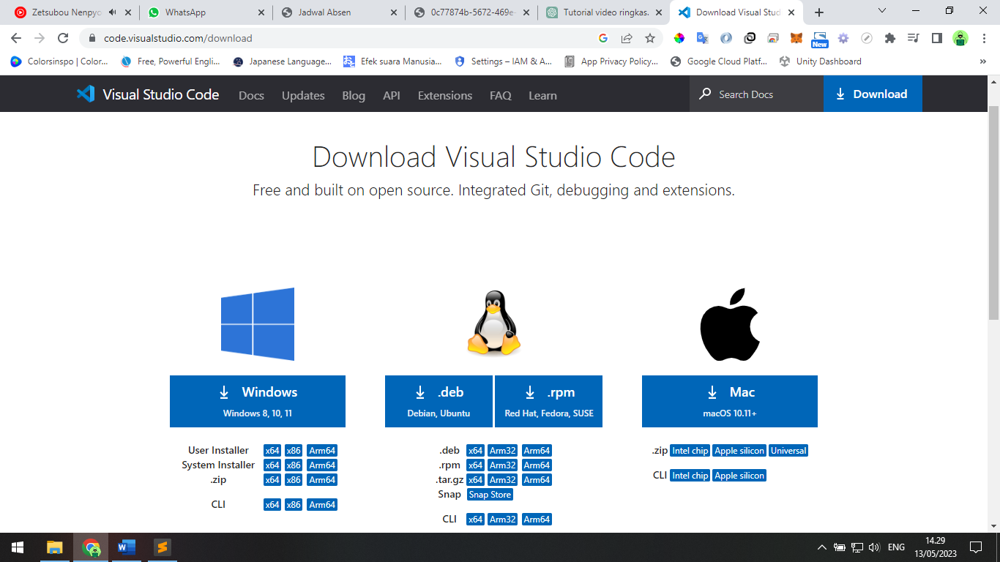 Zetsubou Nenpyo
WhatsApp
Jadwal Absen
0c77874b-5672-469e-
Tutorial video ringkas.
Download Visual Stud
code.visualstudio.com/download
New
Colorsinspo | Color...
Free, Powerful Engli...
Japanese Language...
Efek suara Manusia...
Settings – IAM & A...
App Privacy Policy...
Google Cloud Platf...
Unity Dashboard
»
Visual Studio Code Docs Updates Blog API Extensions FAQ Learn Search Docs Download
Download Visual Studio Code
Free and built on open source. Integrated Git, debugging and extensions.
Windows
Windows 8, 10, 11
User Installer x64 x86 Arm64
System Installer x64 x86 Arm64
.zip x64 x86 Arm64
CLI x64 x86 Arm64
.deb
Debian, Ubuntu
.rpm
Red Hat, Fedora, SUSE
.deb x64 Arm32 Arm64
.rpm x64 Arm32 Arm64
.tar.gz x64 Arm32 Arm64
Snap Snap Store
CLI x64 Arm32 Arm64
Mac
macOS 10.11+
.zip Intel chip Apple silicon Universal
CLI Intel chip Apple silicon
ENG
14.29
13/05/2023